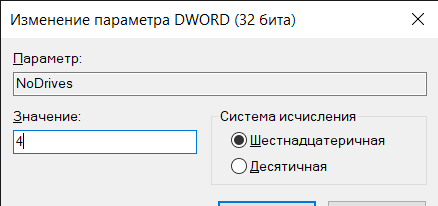 Изменение параметра DWORD (32 бита)
Параметр:
NoDrives
Значение:
4
Система исчисления
Шестнадцатеричная
Десятичная